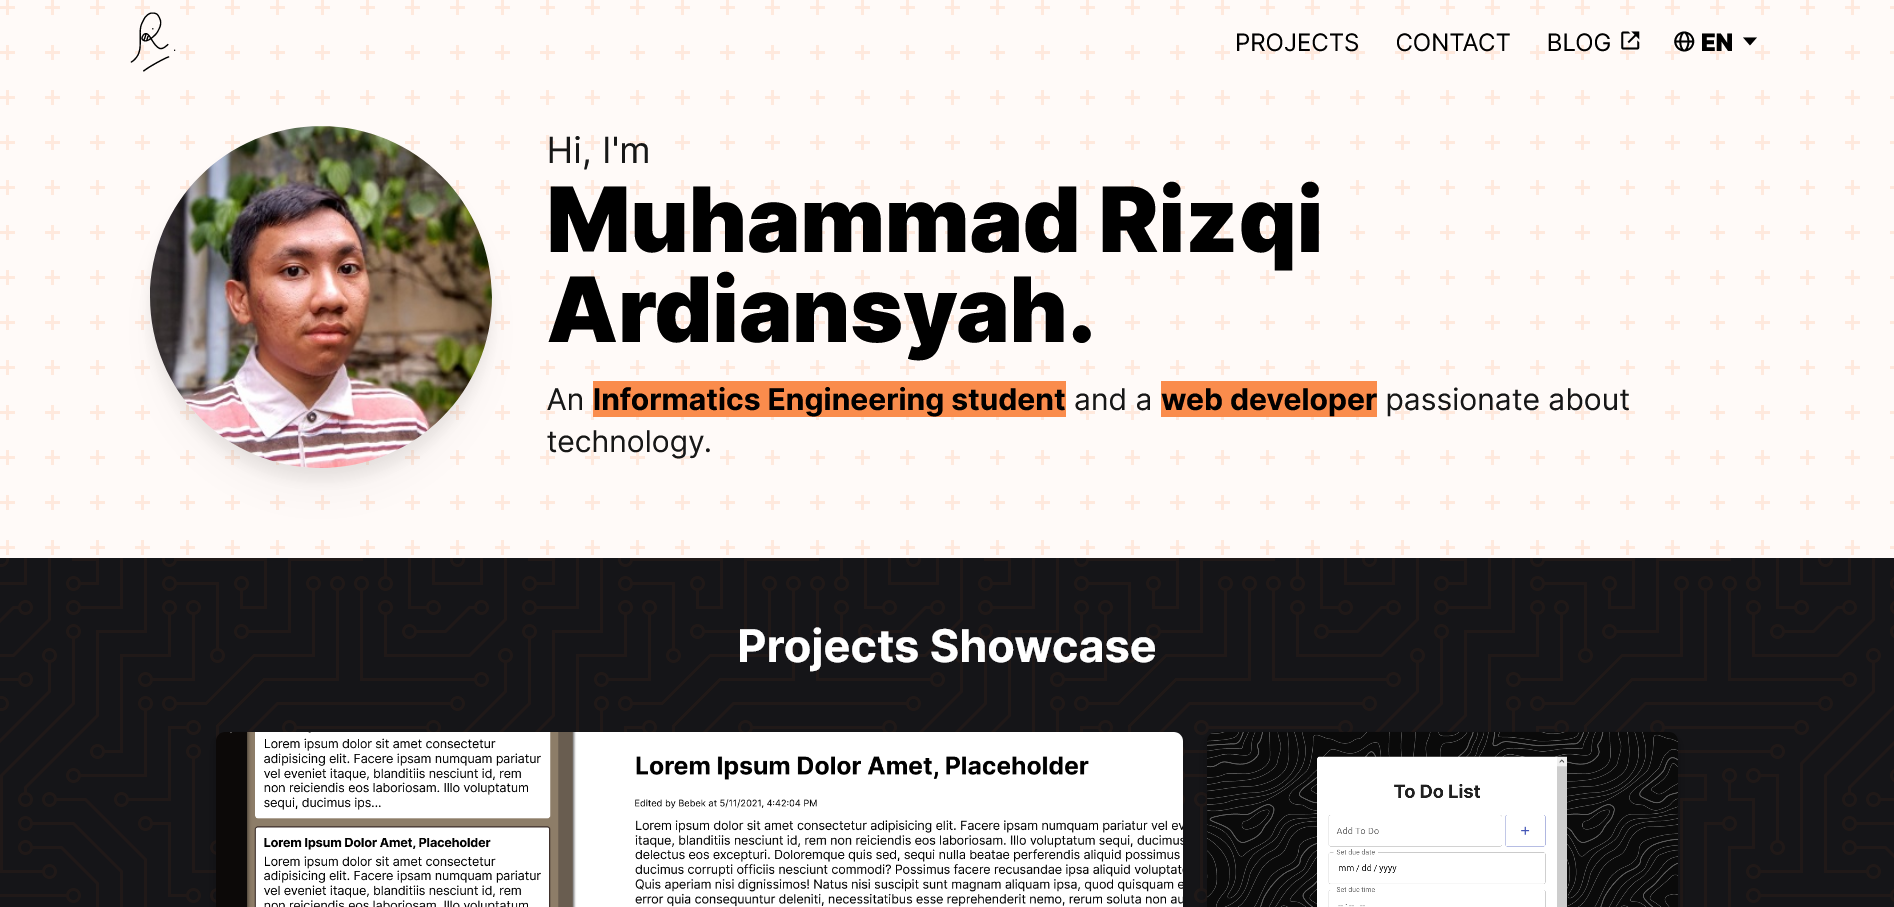 PROJECTS
CONTACT
BLOG
EN
Hi, I'm
Muhammad Rizqi
Ardiansyah.
An Informatics Engineering student and a web developer passionate about
technology.
Projects Showcase
Lorem ipsum dolor sit amet consectetur
adipisicing elit. Facere ipsam numquam pariatur
vel eveniet itaque, blanditiis nesciunt id, rem
non reiciendis eos laboriosam. Illo voluptatum
sequi, ducimus ips...
Lorem Ipsum Dolor Amet, Placeholder
Lorem ipsum dolor sit amet consectetur
adipisicing elit. Facere ipsam numquam pariatur
vel eveniet itaque, blanditiis nesciunt id, rem
non reiciendis eos laboriosam. Illo voluptatum
Lorem Ipsum Dolor Amet, Placeholder
Edited by Bebek at 5/11/2021, 4:42:04 PM
Lorem ipsum dolor sit amet consectetur adipisicing elit. Facere ipsam numquam pariatur vel ev
itaque, blanditiis nesciunt id, rem non reiciendis eos laboriosam. Illo voluptatum sequi, ducimus
delectus eos excepturi. Doloremque quis sed, sequi nulla beatae perferendis aliquid possimus
ducimus corrupti officiis nesciunt commodi? Possimus facere recusandae ipsa aliquid voluptat
Quis aperiam nisi dignissimos! Natus nisi suscipit sunt magnam aliquam ipsa, quod quisquam e
error quia consequuntur deleniti, necessitatibus esse reprehenderit nemo, rerum soluta non au
To Do List
Add To Do
+
Set due date
mm / dd / yyyy
Set due time